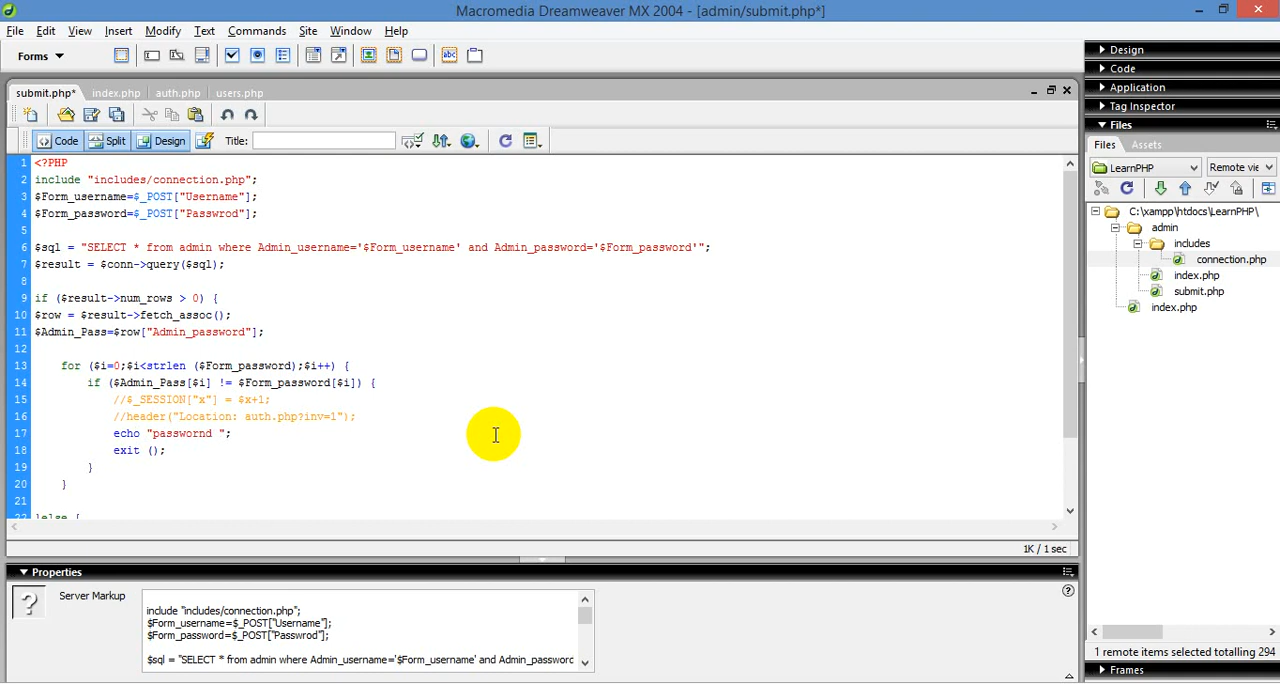 Macromedia Dreamweaver MX 2004 - [admin/submit.php*]
File Edit View Insert Modify Text Commands Site Window Help
Forms
abc
submit.php* index.php auth.php users.php
Code Split Design Title:
1 <?PHP
2 include "includes/connection.php";
3 $Form_username=$_POST["Username"];
4 $Form_password=$_POST["Passwrod"];
5
6 $sql = "SELECT * from admin where Admin_username='$Form_username' and Admin_password='$Form_password'";
7 $result = $conn->query($sql);
8
9 if ($result->num_rows > 0) {
10 $row = $result->fetch_assoc();
11 $Admin_Pass=$row["Admin_password"];
12
13 for ($i=0;$i<strlen ($Form_password);$i++) {
14 if ($Admin_Pass[$i] != $Form_password[$i]) {
15 //$_SESSION["x"] = $x+1;
16 //header("Location: auth.php?inv=1");
17 echo "passwornd ";
18 exit ();
19 }
20 }
21
22 }else {
1K / 1 sec
Properties
? Server Markup
include "includes/connection.php";
$Form_username=$_POST["Username"];
$Form_password=$_POST["Passwrod"];
$sql = "SELECT * from admin where Admin_username='$Form_username' and Admin_password
Design
Code
Application
Tag Inspector
Files
Files Assets
LearnPHP Remote vie
C:\xampp\htdocs\LearnPHP\
admin
includes
connection.php
index.php
submit.php
index.php
1 remote items selected totalling 294
Frames